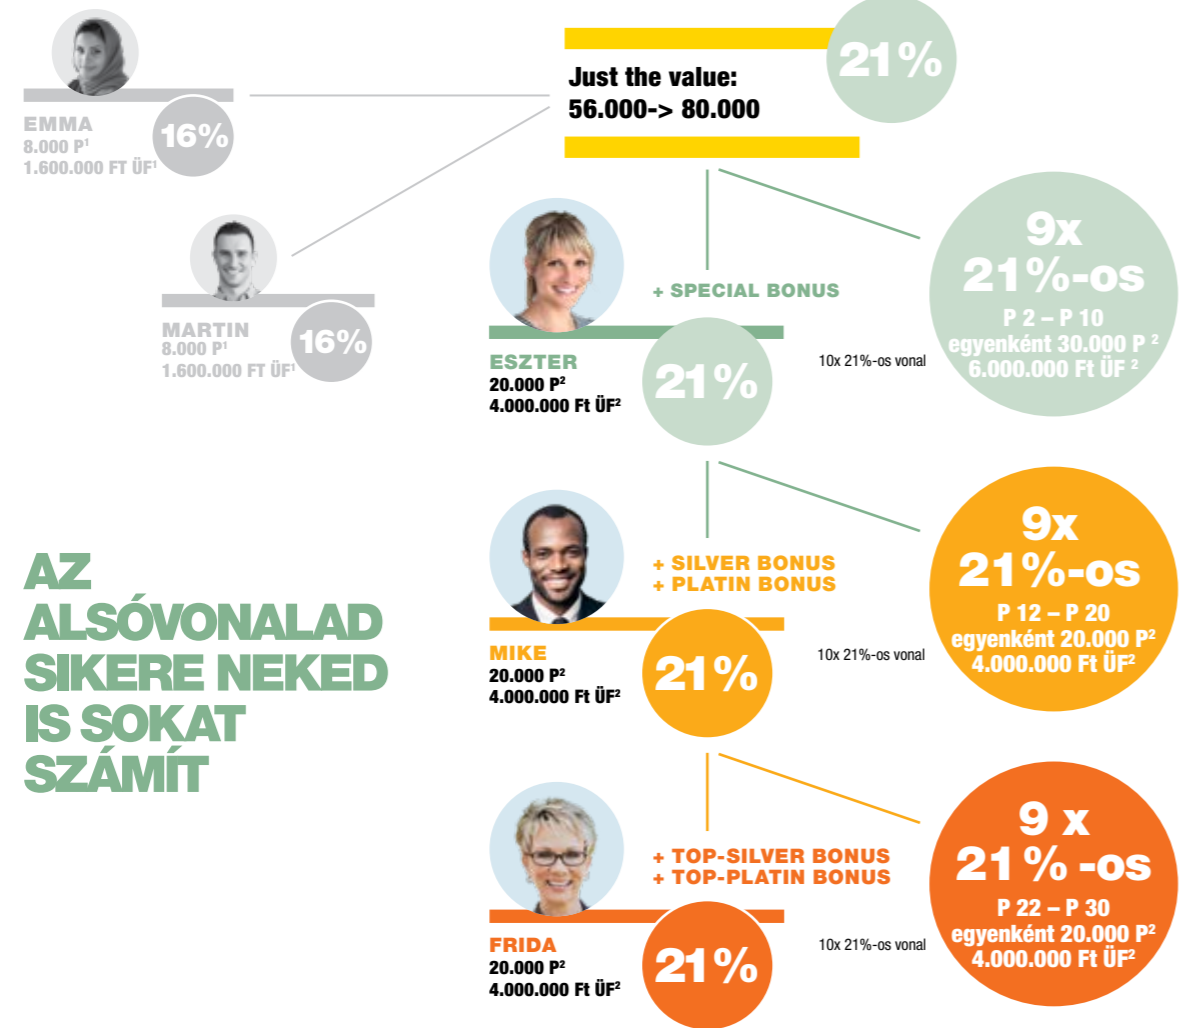 EMMA
8.000 P¹
1.600.000 FT ÜF¹
16%
Just the value:
56.000-> 80.000
21%
MARTIN
8.000 P¹
1.600.000 FT ÜF¹
16%
+ SPECIAL BONUS
ESZTER
20.000 P²
4.000.000 Ft ÜF²
21%
10x 21%-os vonal
9x
21%-os
P 2 – P 10
egyenként 30.000 P ²
6.000.000 Ft ÜF ²
AZ
ALSÓVONALAD
SIKERE NEKED
IS SOKAT
SZÁMÍT
+ SILVER BONUS
+ PLATIN BONUS
MIKE
20.000 P²
4.000.000 Ft ÜF²
21%
10x 21%-os vonal
9x
21%-os
P 12 – P 20
egyenként 20.000 P²
4.000.000 Ft ÜF²
+ TOP-SILVER BONUS
+ TOP-PLATIN BONUS
FRIDA
20.000 P²
4.000.000 Ft ÜF²
21%
10x 21%-os vonal
9 x
21% -os
P 22 – P 30
egyenként 20.000 P²
4.000.000 Ft ÜF²